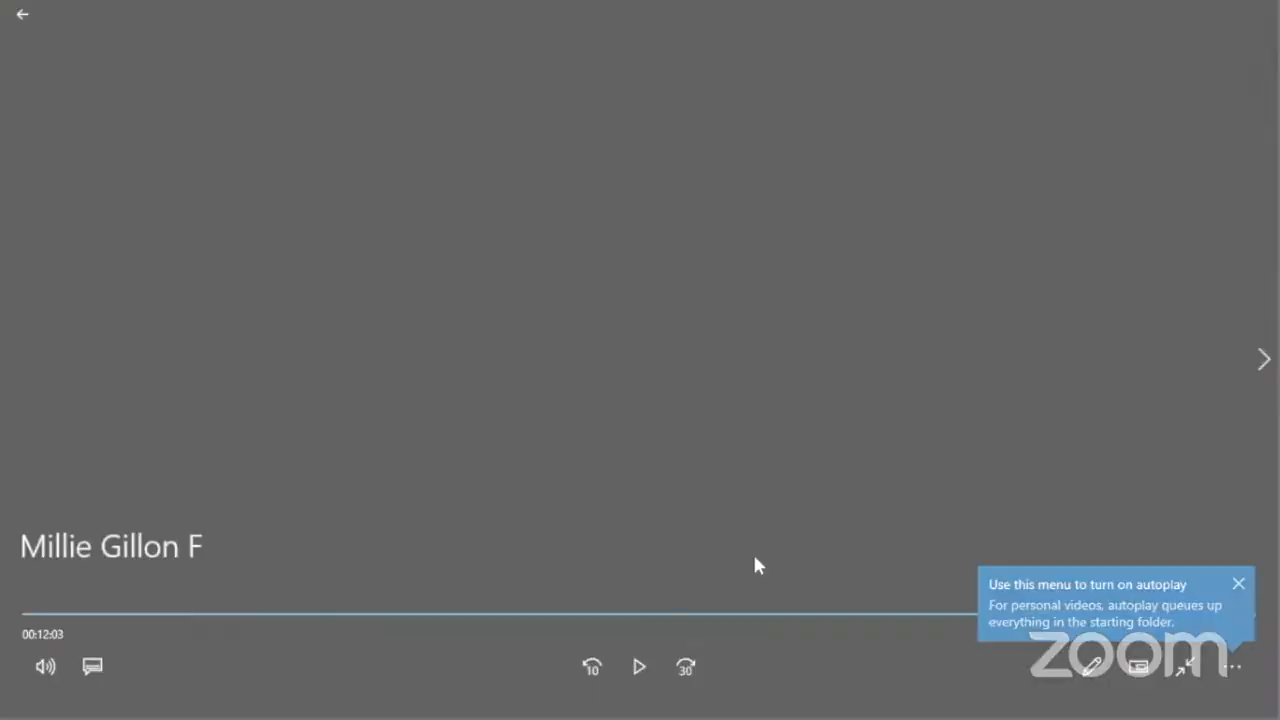 Millie Gillon F
Use this menu to turn on autoplay
For personal videos, autoplay queues up
everything in the starting folder.
00:12:03
10
30
zoom